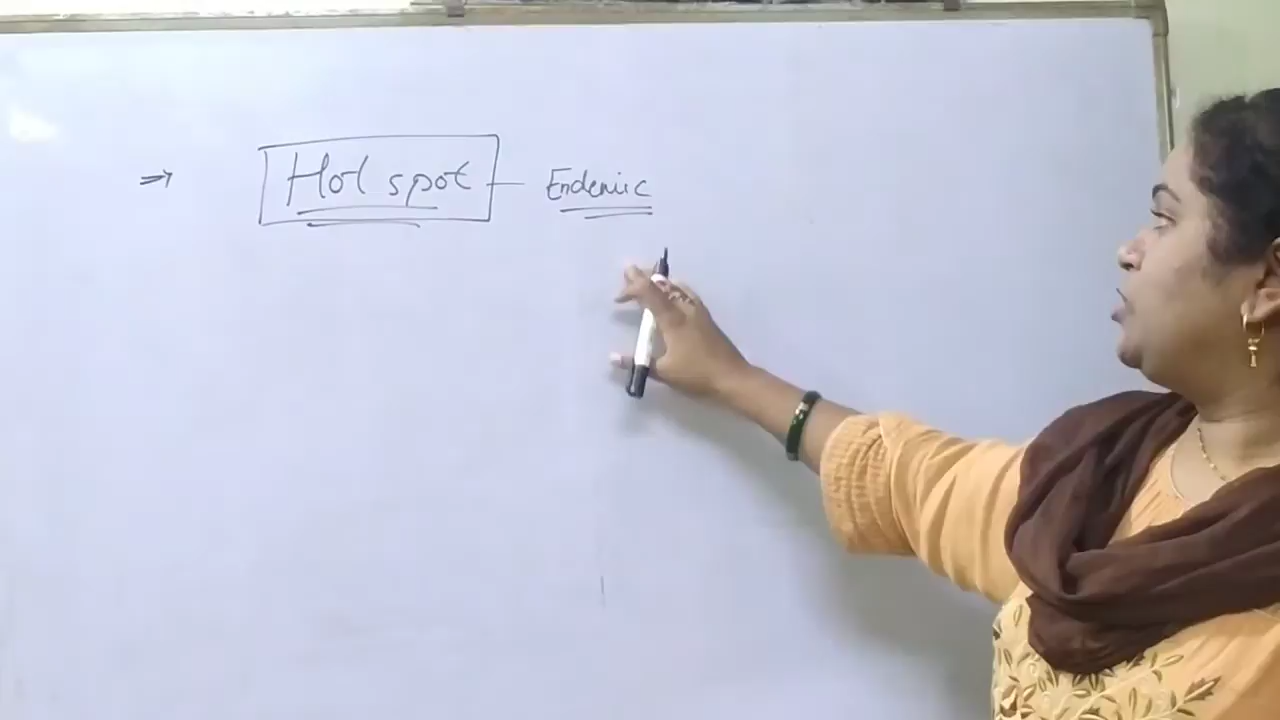 ⇒ Hot spot — Endemic